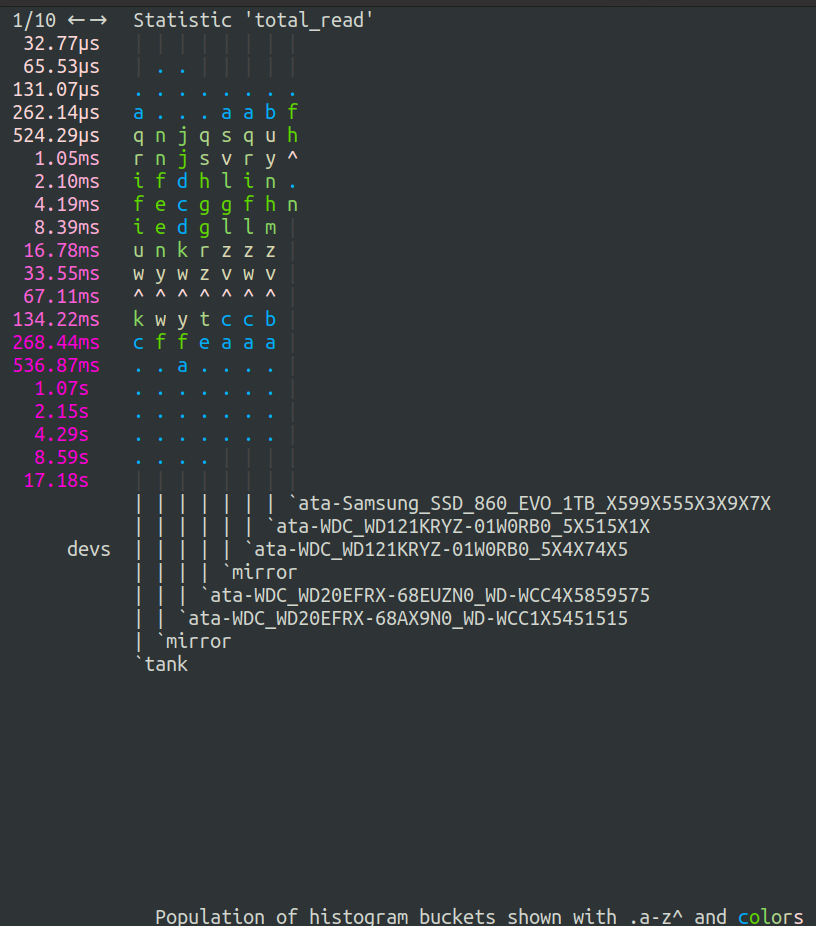 1/10 ←→ Statistic 'total_read'
32.77µs | | | | | | | |
65.53µs | . . | | | | |
131.07µs . . . . . . . .
262.14µs a . . . a a b f
524.29µs q n j q s q u h
1.05ms r n j s v r y ^
2.10ms i f d h l i n .
4.19ms f e c g g f h n
8.39ms i e d g l l m |
16.78ms u n k r z z z |
33.55ms w y w z v w v |
67.11ms ^ ^ ^ ^ ^ ^ ^ |
134.22ms k w y t c c b |
268.44ms c f f e a a a |
536.87ms . . a . . . . |
1.07s . . . . . . . |
2.15s . . . . . . . |
4.29s . . . . . . . |
8.59s . . . . | | | |
17.18s | | | | | | | |
| | | | | | | `ata-Samsung_SSD_860_EVO_1TB_X599X555X3X9X7X
| | | | | | `ata-WDC_WD121KRYZ-01W0RB0_5X515X1X
devs | | | | | `ata-WDC_WD121KRYZ-01W0RB0_5X4X74X5
| | | | `mirror
| | | `ata-WDC_WD20EFRX-68EUZN0_WD-WCC4X5859575
| | `ata-WDC_WD20EFRX-68AX9N0_WD-WCC1X5451515
| `mirror
`tank
Population of histogram buckets shown with .a-z^ and colors